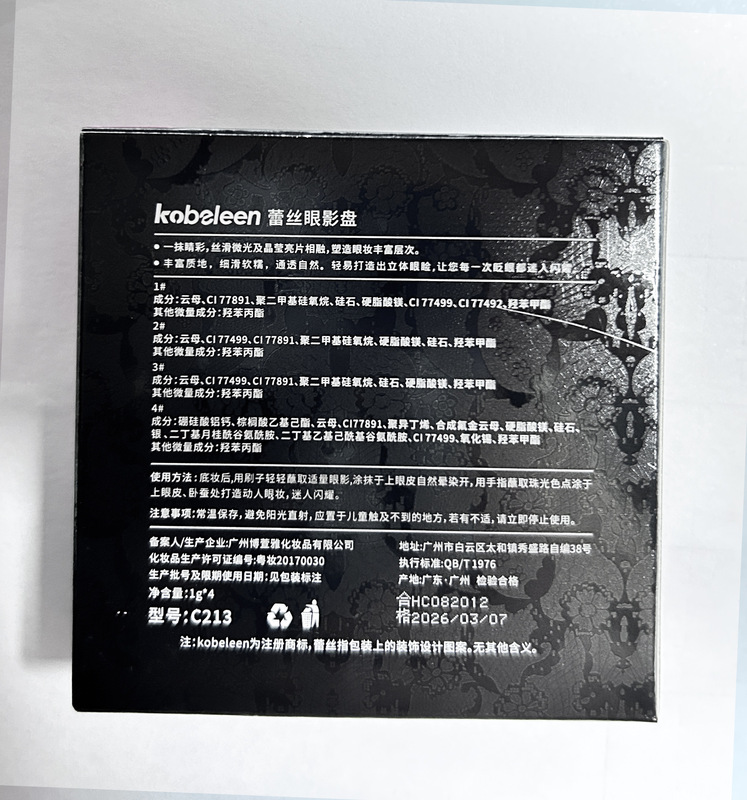 kobeleen 蕾丝眼影盘
• 一抹睛彩,丝滑微光及晶莹亮片相融,塑造眼妆丰富层次。
• 丰富质地，细滑软糯，通透自然。轻易打造出立体眼睑,让您每一次眨眼都迷人闪耀
1#
成分:云母、CI 77891、聚二甲基硅氧烷、硅石、硬脂酸镁、CI 77499、CI 77492、羟苯甲酯
其他微量成分:羟苯丙酯
2#
成分:云母、CI 77499、CI 77891、聚二甲基硅氧烷、硬脂酸镁、硅石、羟苯甲酯
其他微量成分:羟苯丙酯
3#
成分:云母、CI 77499、CI 77891、聚二甲基硅氧烷、硅石、硬脂酸镁、羟苯甲酯
其他微量成分:羟苯丙酯
4#
成分:硼硅酸铝钙、棕榈酸乙基己酯、云母、CI77891、聚异丁烯、合成氟金云母、硬脂酸镁、硅石、
银、二丁基月桂酰谷氨酰胺、二丁基乙基己酰基谷氨酰胺、CI 77499、氧化锡、羟苯甲酯
其他微量成分:羟苯丙酯
使用方法:底妆后,用刷子轻轻蘸取适量眼影,涂抹于上眼皮自然晕染开,用手指蘸取珠光色点涂于
上眼皮、卧蚕处打造动人眼妆,迷人闪耀。
注意事项:常温保存,避免阳光直射,应置于儿童触及不到的地方,若有不适,请立即停止使用。
备案人/生产企业:广州博萱雅化妆品有限公司
地址:广州市白云区太和镇秀盛路自编38号
化妆品生产许可证编号:粤妆20170030
执行标准:QB/T1976
生产批号及限期使用日期:见包装标注
产地:广东·广州 检验合格
净含量:1g*4
合HC082012
型号:C213
格2026/03/07
注:kobeleen为注册商标,蕾丝指包装上的装饰设计图案。无其他含义。